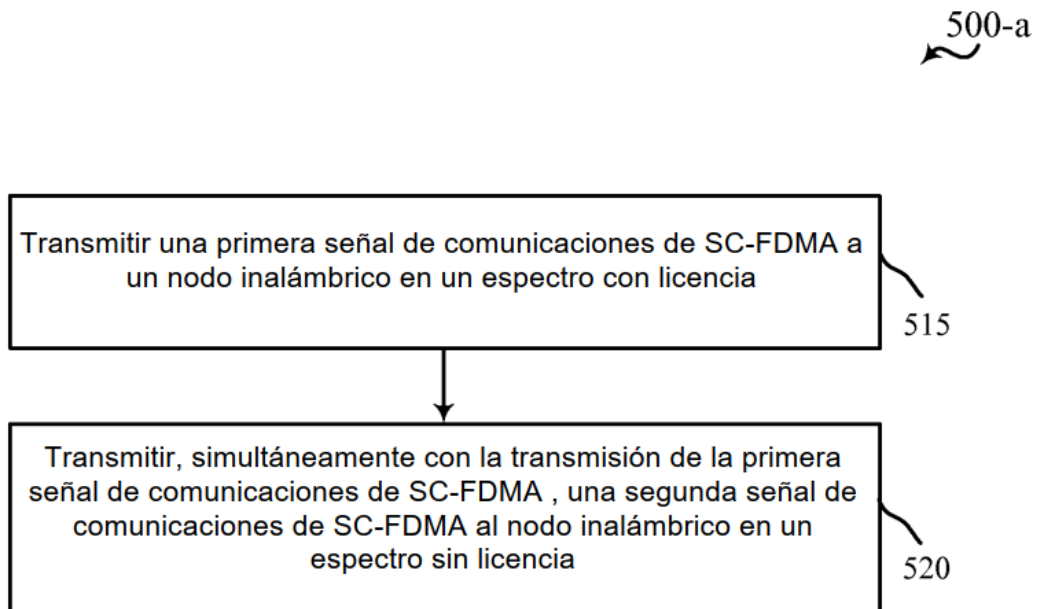 500-a
Transmitir una primera señal de comunicaciones de SC-FDMA a
un nodo inalámbrico en un espectro con licencia
515
Transmitir, simultáneamente con la transmisión de la primera
señal de comunicaciones de SC-FDMA , una segunda señal de
comunicaciones de SC-FDMA al nodo inalámbrico en un
espectro sin licencia
520